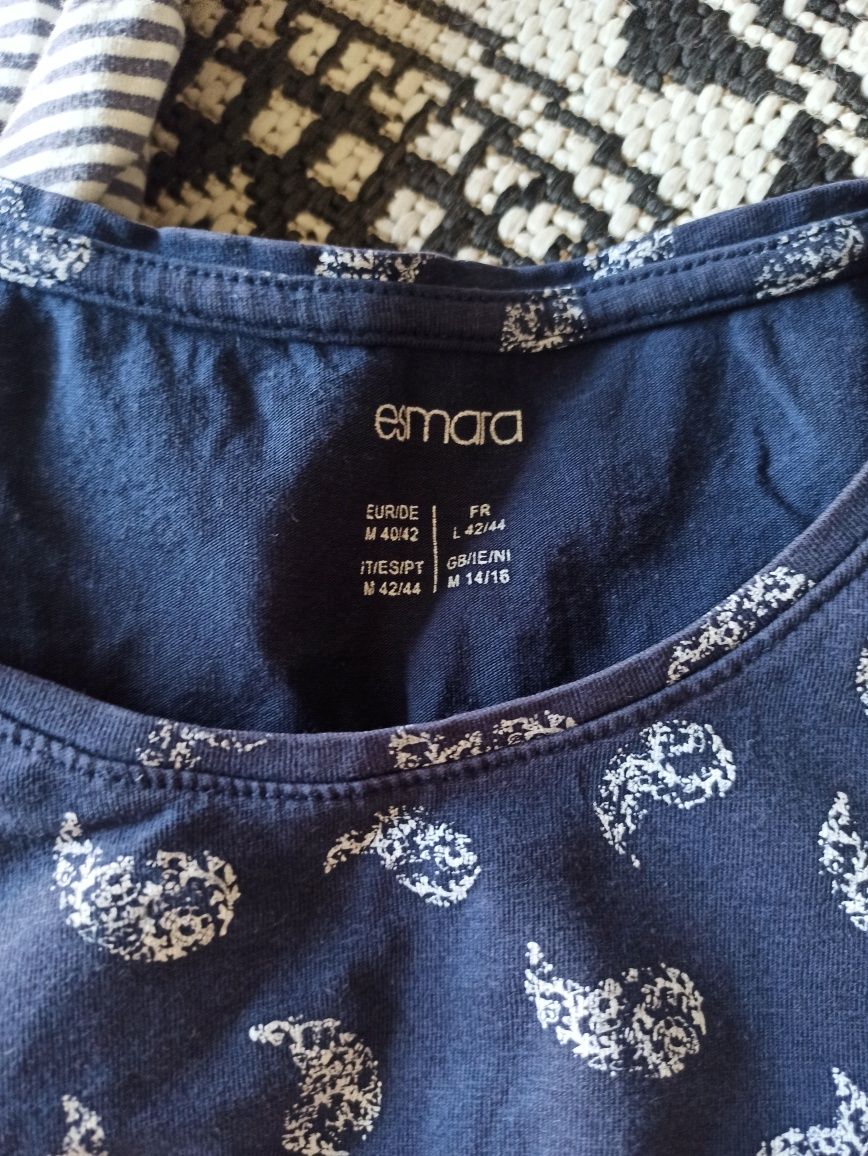 esmara
EUR/DE
M 40/42
FR
L 42/44
IT/ES/PT
M 42/44
GB/IE/NI
M 14/16